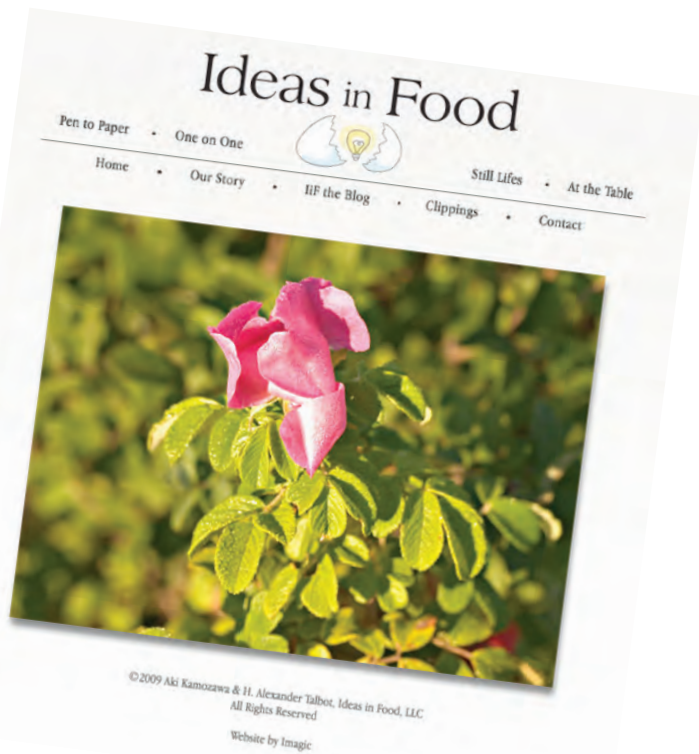 Ideas in Food
Pen to Paper • One on One
Still Lifes • At the Table
Home • Our Story • IiF the Blog • Clippings • Contact
©2009 Aki Kamozawa & H. Alexander Talbot, Ideas in Food, LLC
All Rights Reserved
Website by Imagic